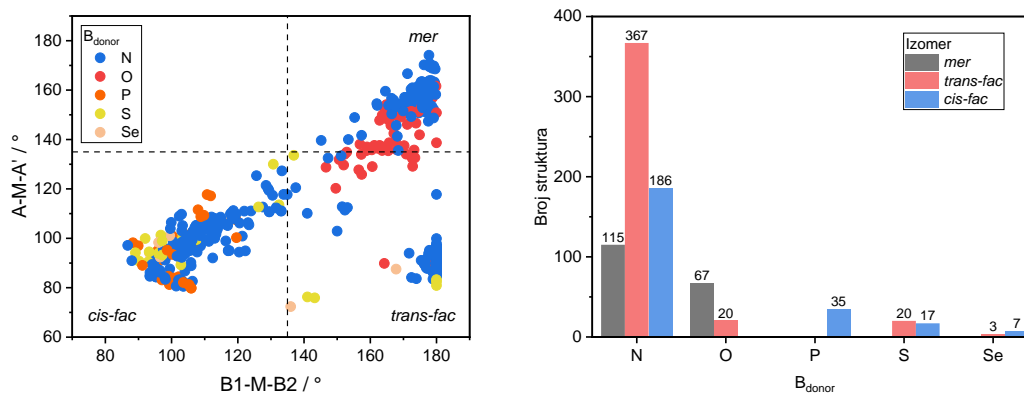 B_donor
N
O
P
S
Se
mer
cis-fac
trans-fac
180
160
140
120
100
80
60
A-M-A' / °
80 100 120 140 160 180
B1-M-B2 / °
Izomer
mer
trans-fac
cis-fac
400
300
200
100
0
Broj struktura
115 367 186
67 20
35
20 17
3 7
N O P S Se
B_donor